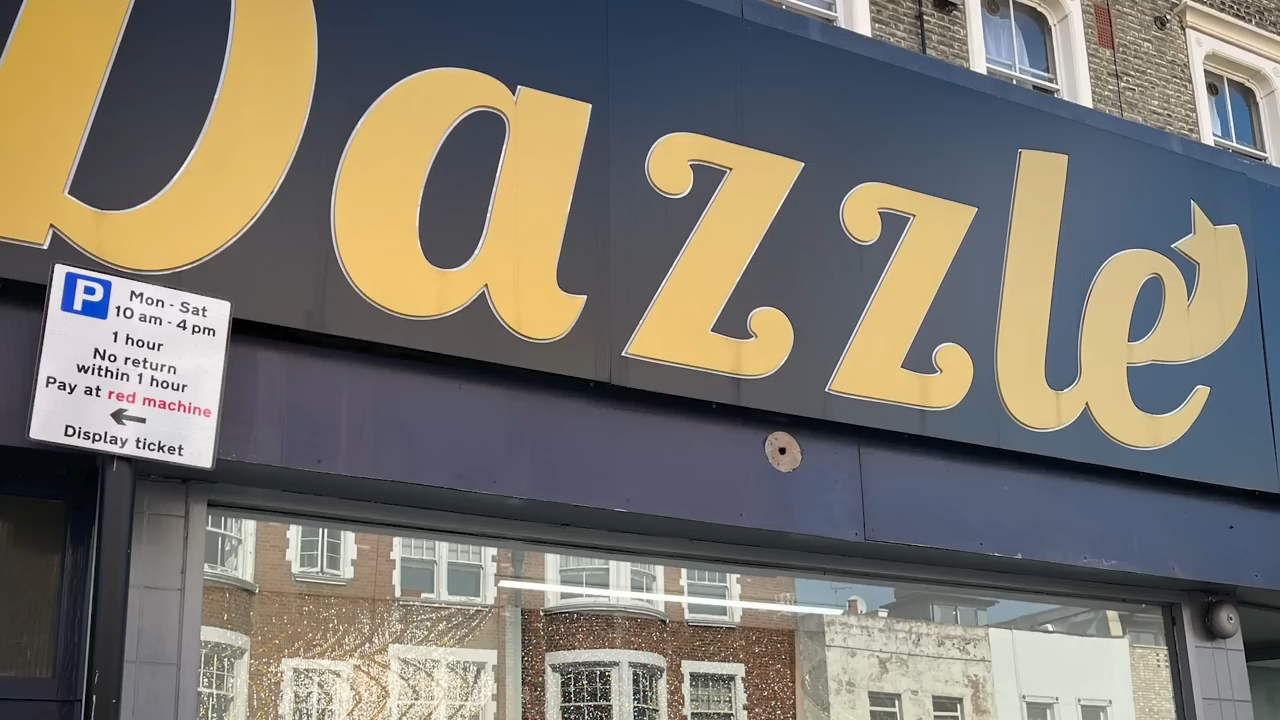 Dazzle
P Mon - Sat
10 am - 4 pm
1 hour
No return
within 1 hour
Pay at red machine
Display ticket